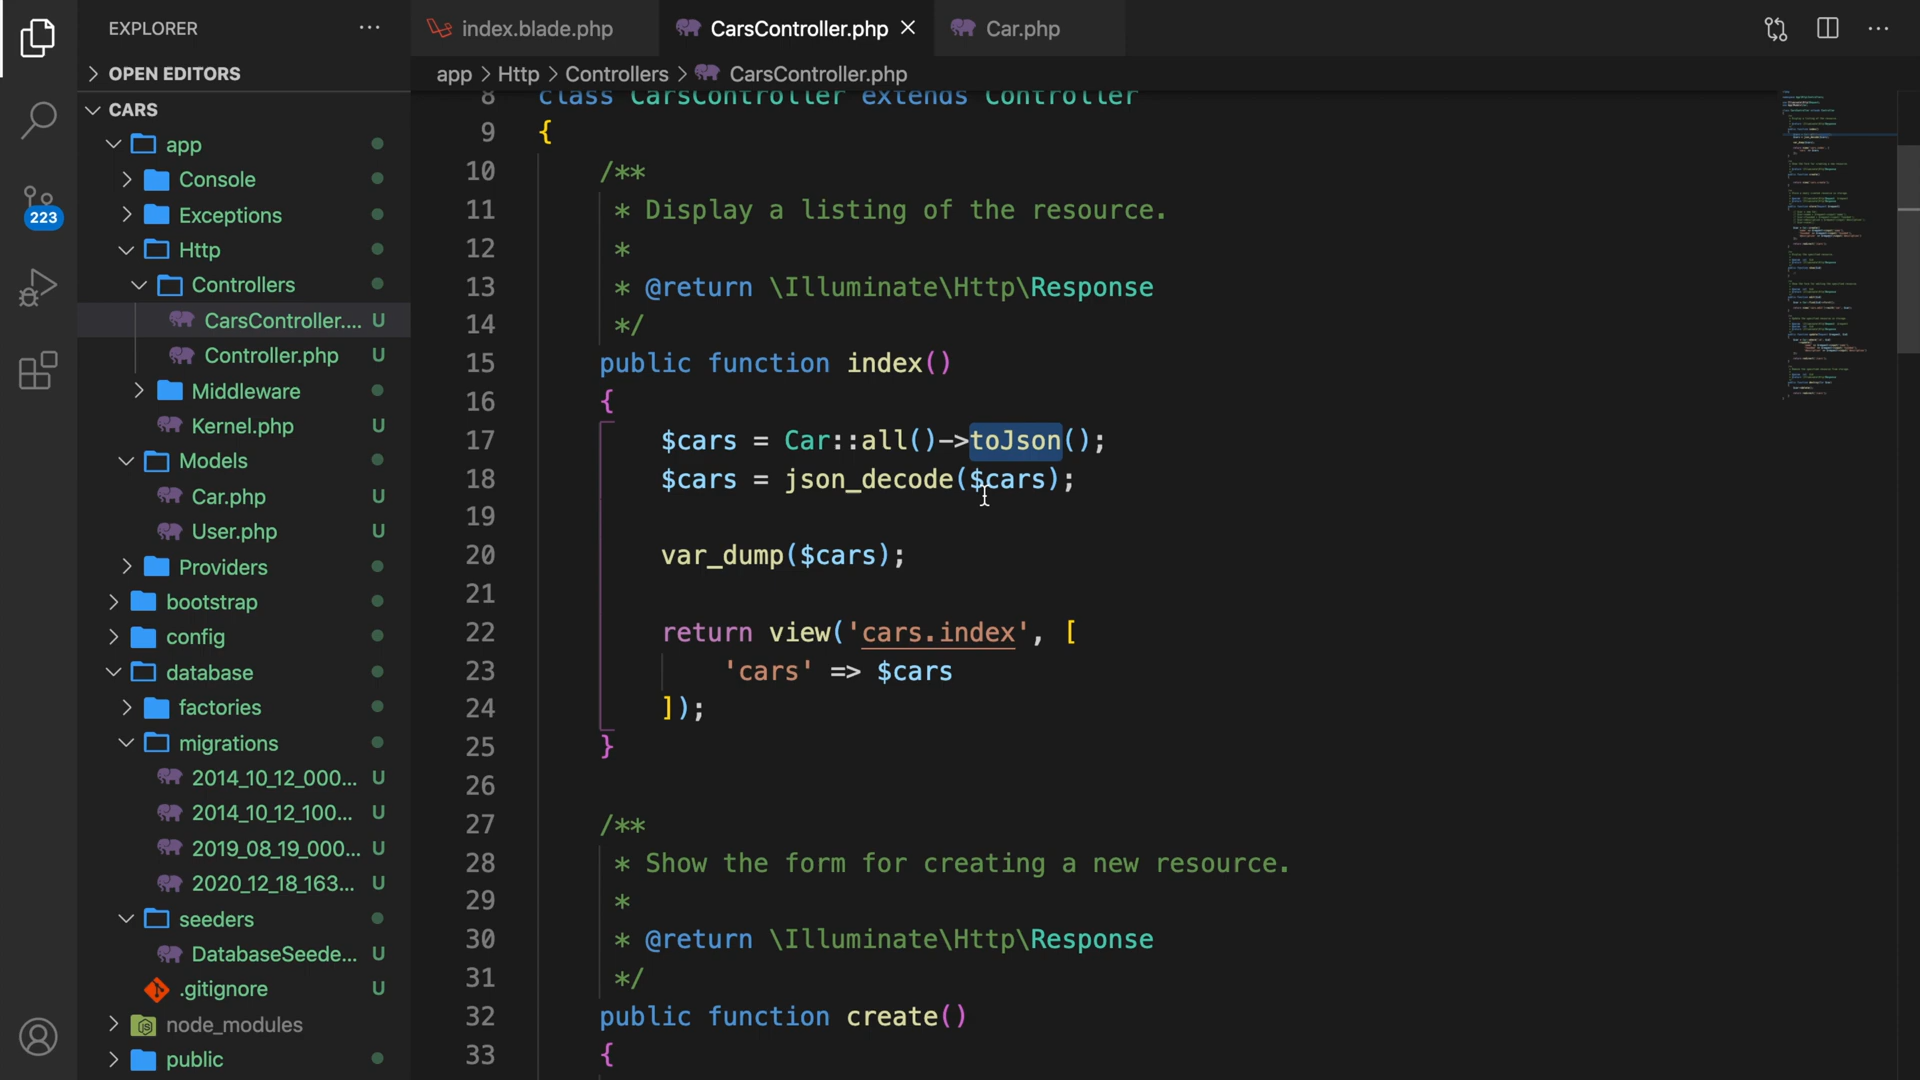 EXPLORER
OPEN EDITORS
CARS
app
Console
Exceptions
Http
Controllers
CarsController.... U
Controller.php U
Middleware
Kernel.php U
Models
Car.php U
User.php U
Providers
bootstrap
config
database
factories
migrations
2014_10_12_000... U
2014_10_12_100... U
2019_08_19_000... U
2020_12_18_163... U
seeders
DatabaseSeede... U
.gitignore U
node_modules
public
223
index.blade.php
CarsController.php
Car.php
app > Http > Controllers > CarsController.php
8 class CarsController extends Controller
9 {
10 /**
11 * Display a listing of the resource.
12 *
13 * @return \Illuminate\Http\Response
14 */
15 public function index()
16 {
17 $cars = Car::all()->toJson();
18 $cars = json_decode($cars);
19
20 var_dump($cars);
21
22 return view('cars.index', [
23 'cars' => $cars
24 ]);
25 }
26
27 /**
28 * Show the form for creating a new resource.
29 *
30 * @return \Illuminate\Http\Response
31 */
32 public function create()
33 {